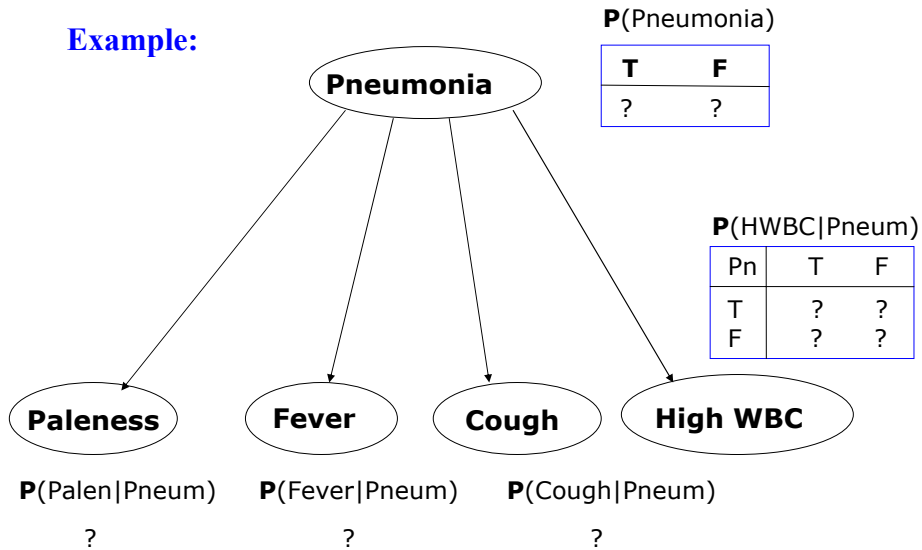 Example:
P(Pneumonia)
T F
? ?
Pneumonia
P(HWBC|Pneum)
Pn T F
T ? ?
F ? ?
Paleness
Fever
Cough
High WBC
P(Palen|Pneum)
P(Fever|Pneum)
P(Cough|Pneum)
?
?
?